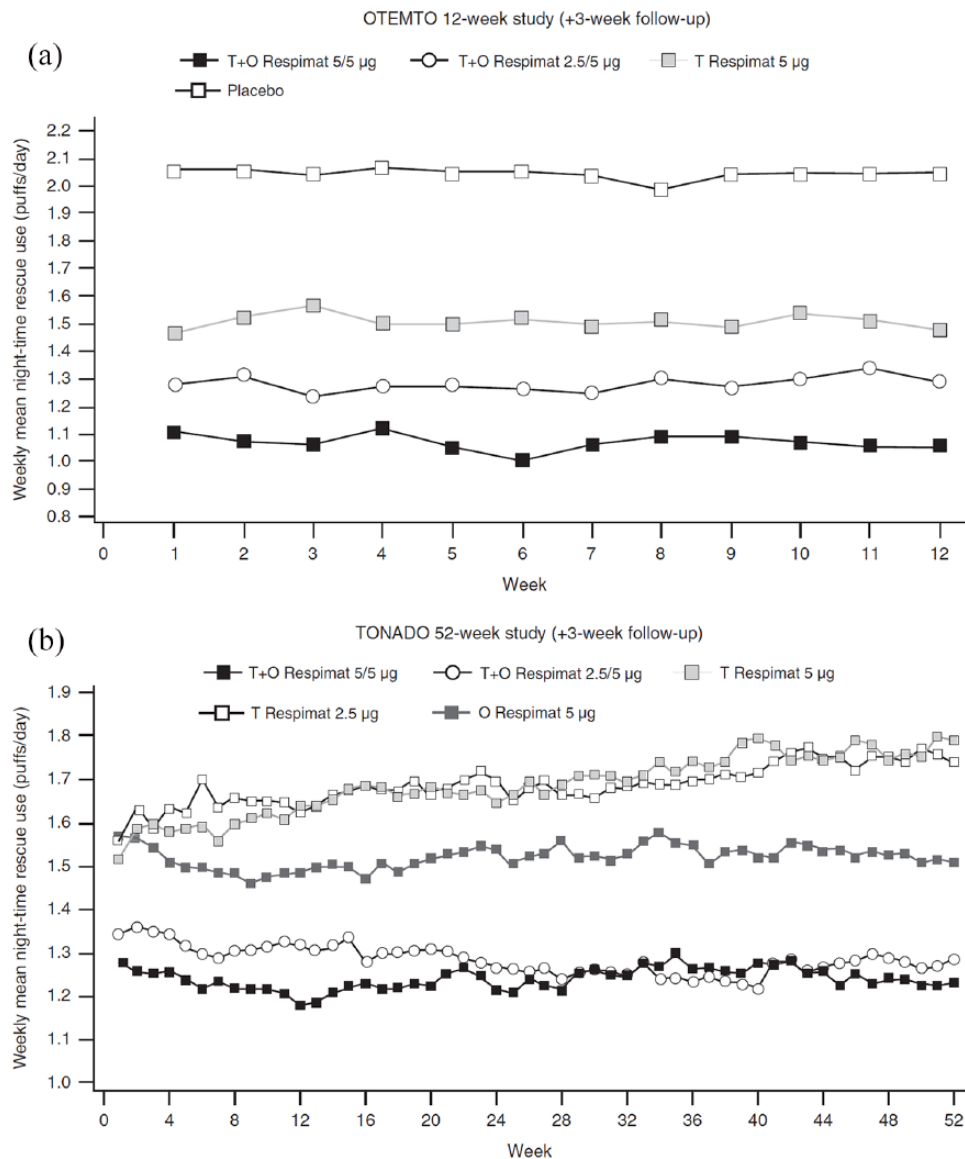 OTEMTO 12-week study (+3-week follow-up)
(a)
T+O Respimat 5/5 µg T+O Respimat 2.5/5 µg T Respimat 5 µg
Placebo
Weekly mean night-time rescue use (puffs/day)
2.2
2.1
2.0
1.9
1.8
1.7
1.6
1.5
1.4
1.3
1.2
1.1
1.0
0.9
0.8
0 1 2 3 4 5 6 7 8 9 10 11 12
Week
(b)
TONADO 52-week study (+3-week follow-up)
T+O Respimat 5/5 µg T+O Respimat 2.5/5 µg T Respimat 5 µg
T Respimat 2.5 µg O Respimat 5 µg
Weekly mean night-time rescue use (puffs/day)
1.9
1.8
1.7
1.6
1.5
1.4
1.3
1.2
1.1
1.0
0 4 8 12 16 20 24 28 32 36 40 44 48 52
Week